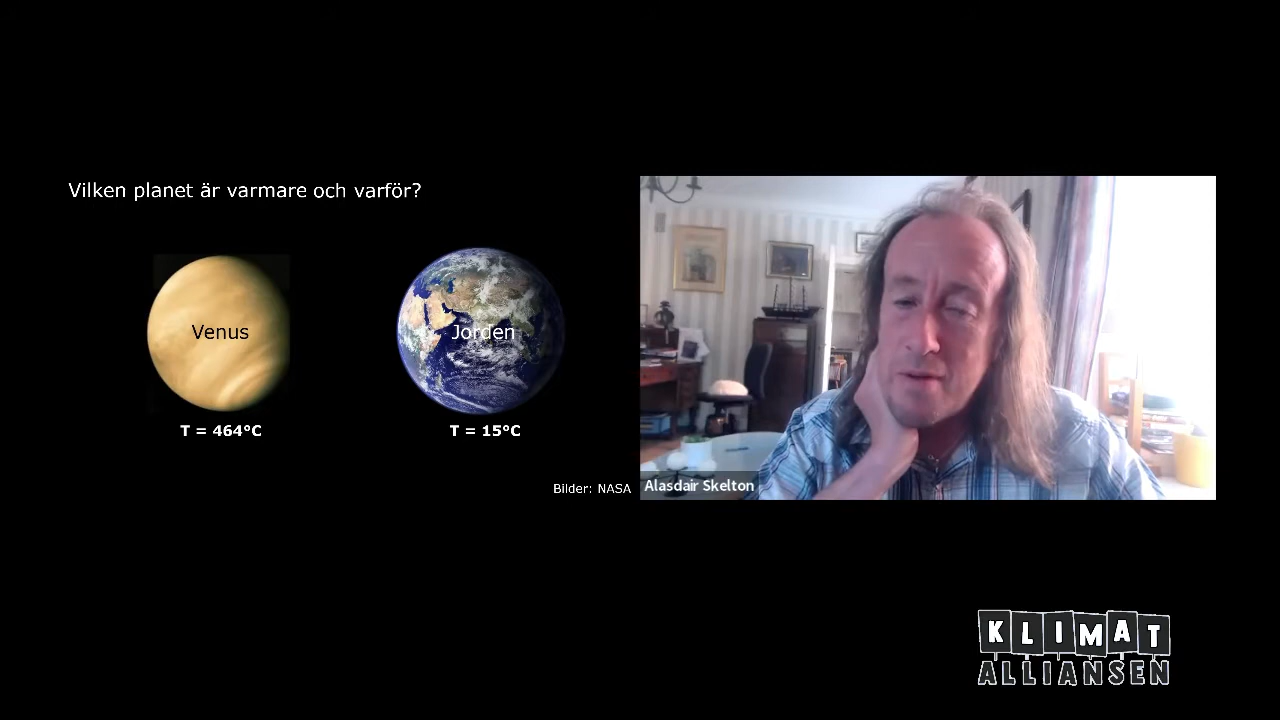 Vilken planet är varmare och varför?
Venus
Jorden
T = 464°C
T = 15°C
Bilder: NASA
Alasdair Skelton
KLIMAT
ALLIANSEN